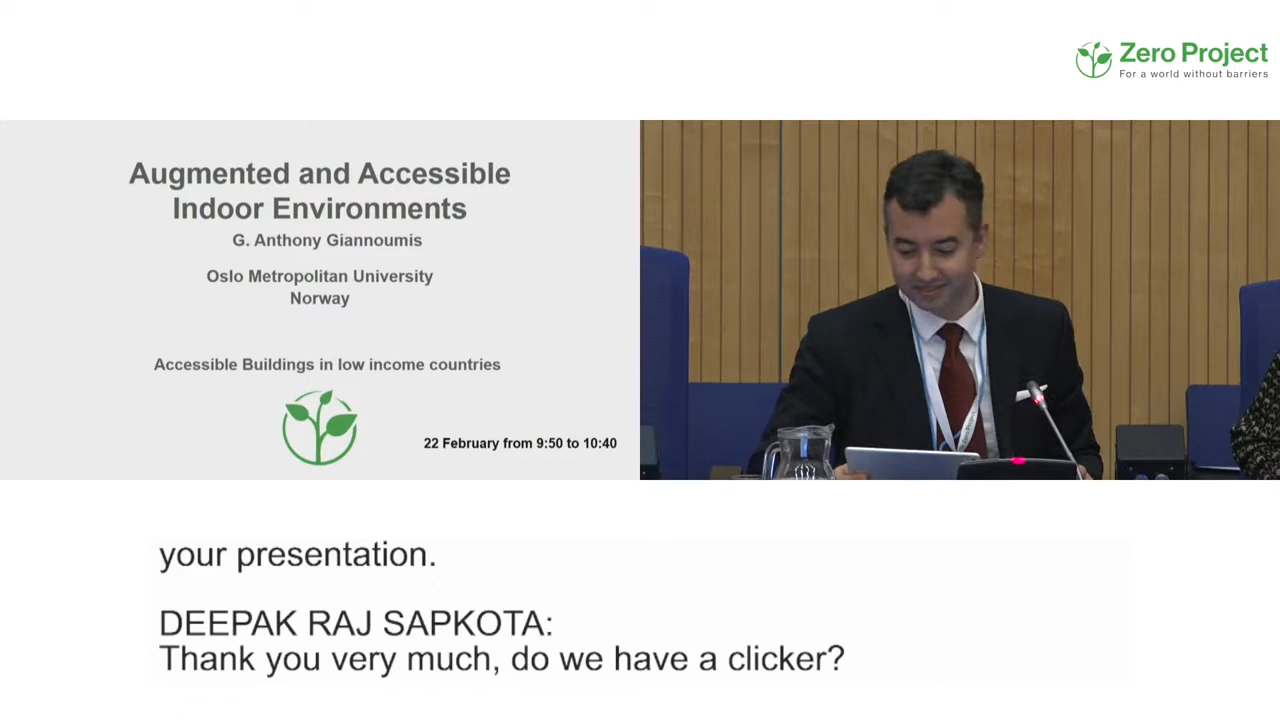 Zero Project
For a world without barriers
Augmented and Accessible
Indoor Environments
G. Anthony Giannoumis
Oslo Metropolitan University
Norway
Accessible Buildings in low income countries
22 February from 9:50 to 10:40
your presentation.
DEEPAK RAJ SAPKOTA:
Thank you very much, do we have a clicker?